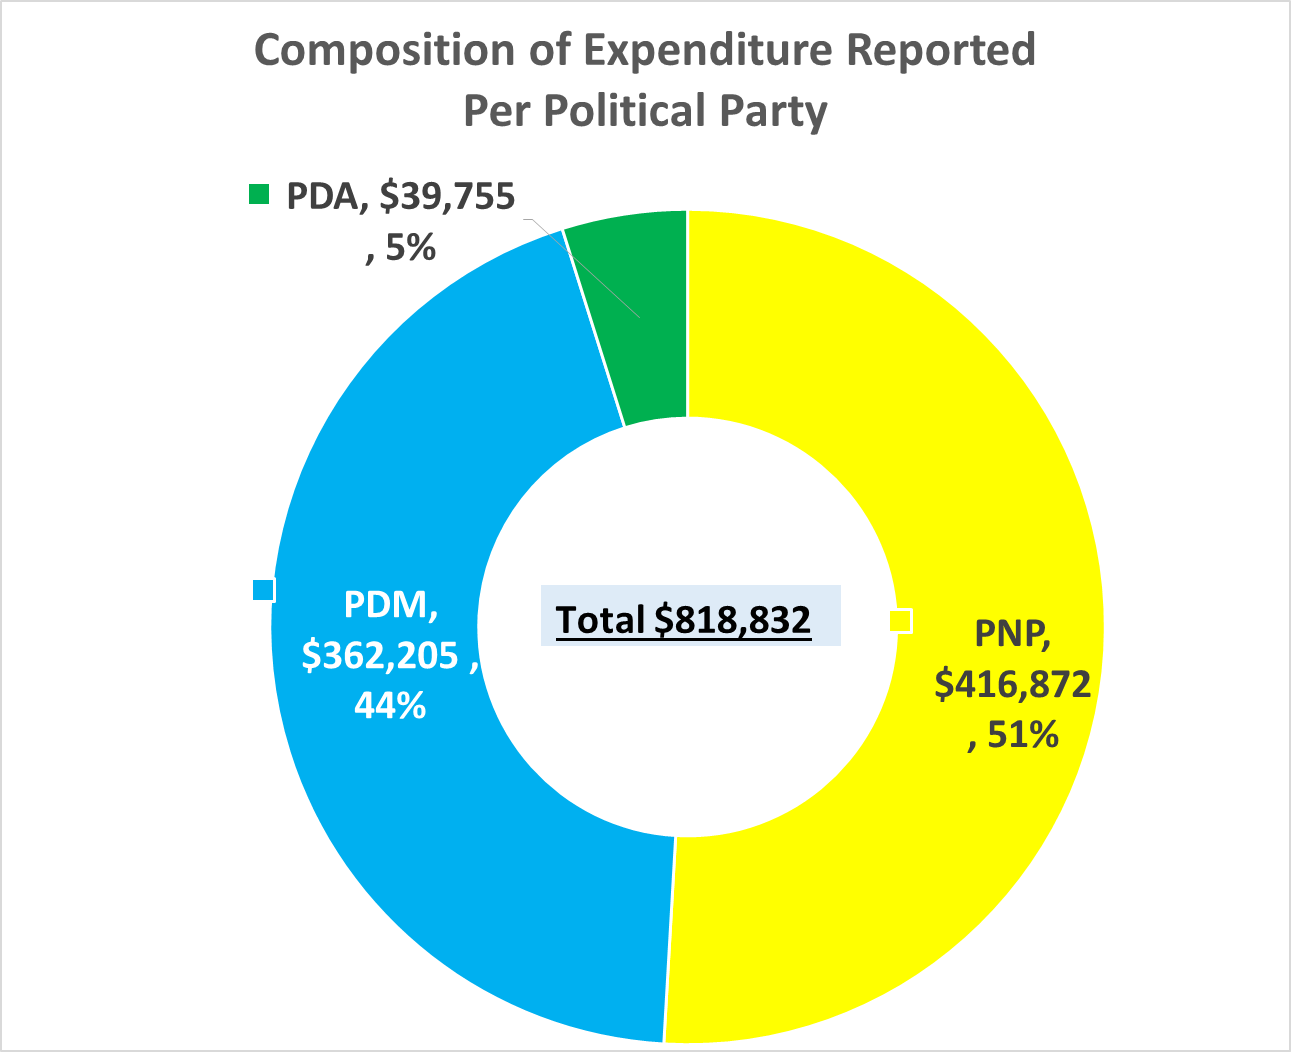 Composition of Expenditure Reported
Per Political Party
PDA, $39,755
, 5%
PDM,
$362,205 ,
44%
Total $818,832
PNP,
$416,872
, 51%